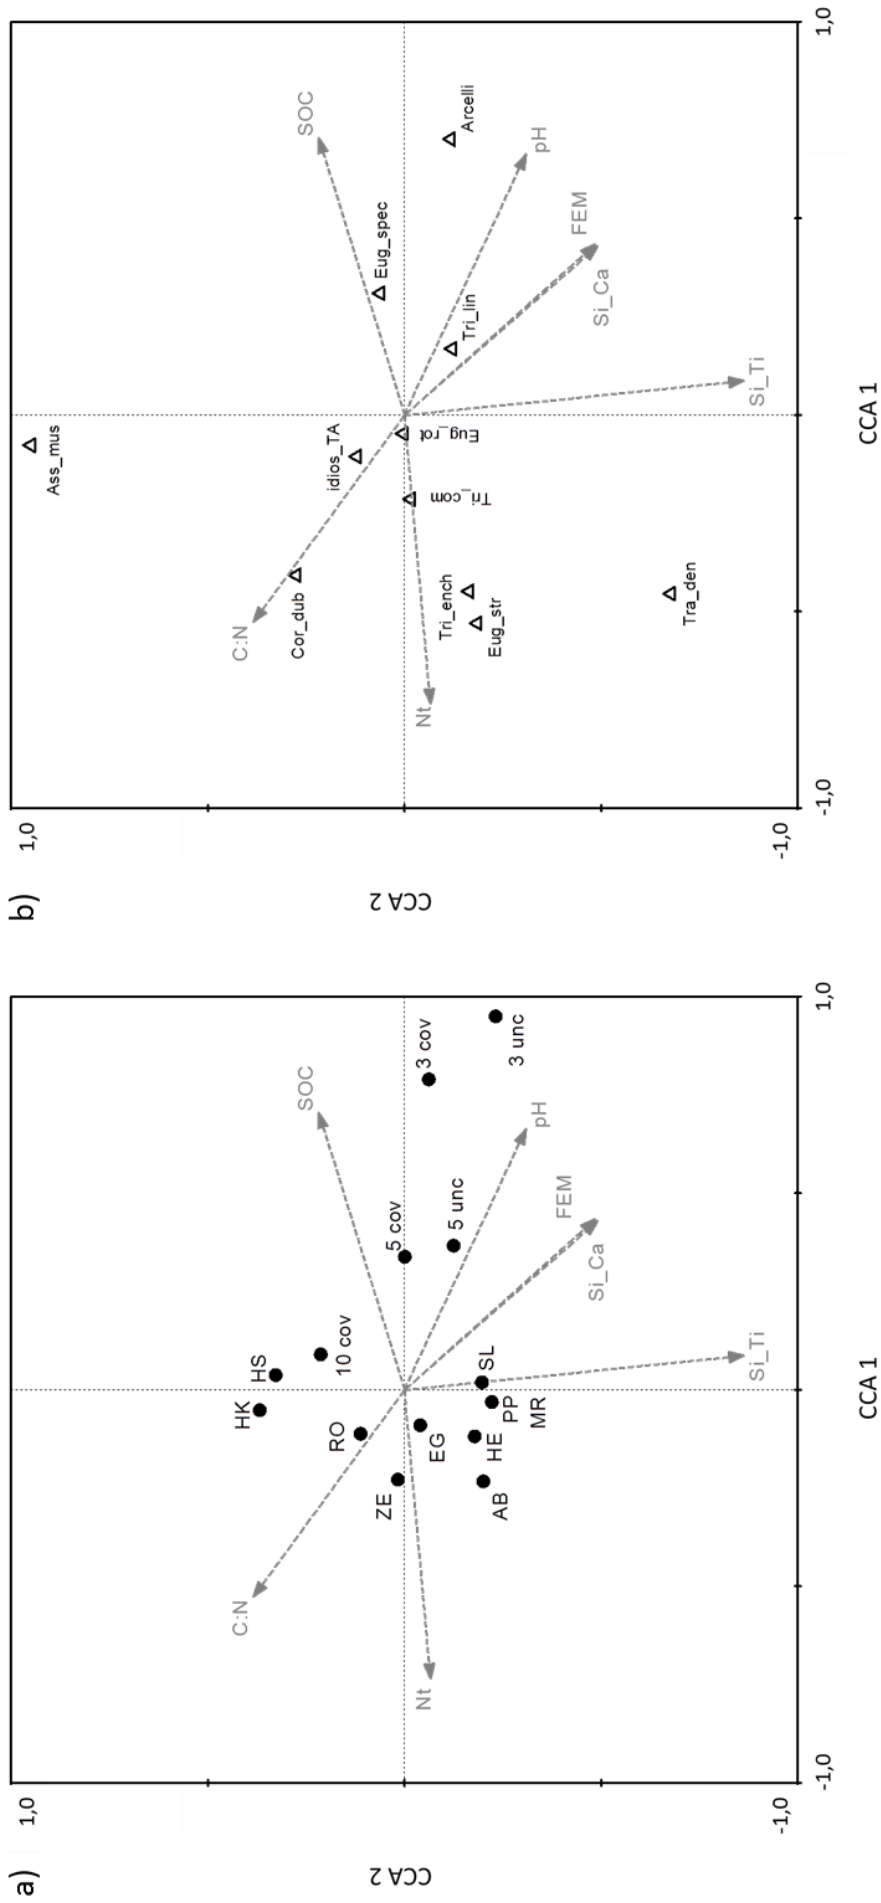 a)
1,0
-1,0
CCA 2
1,0
CCA 1
C:N
SOC
HK
HS
10 cov
RO
ZE
5 cov
3 cov
EG
5 unc
3 unc
HE
SL
AB
PP
MR
Nt
pH
FEM
Si_Ca
Si_Ti
-1,0
b)
1,0
-1,0
CCA 2
1,0
CCA 1
Ass_mus
SOC
C:N
idios_TA
Cor_dub
Eug_spec
Arcelli
Eug_rot
Tri_lin
Tri_com
Tri_ench
Eug_str
Nt
pH
FEM
Si_Ca
Tra_den
Si_Ti
-1,0